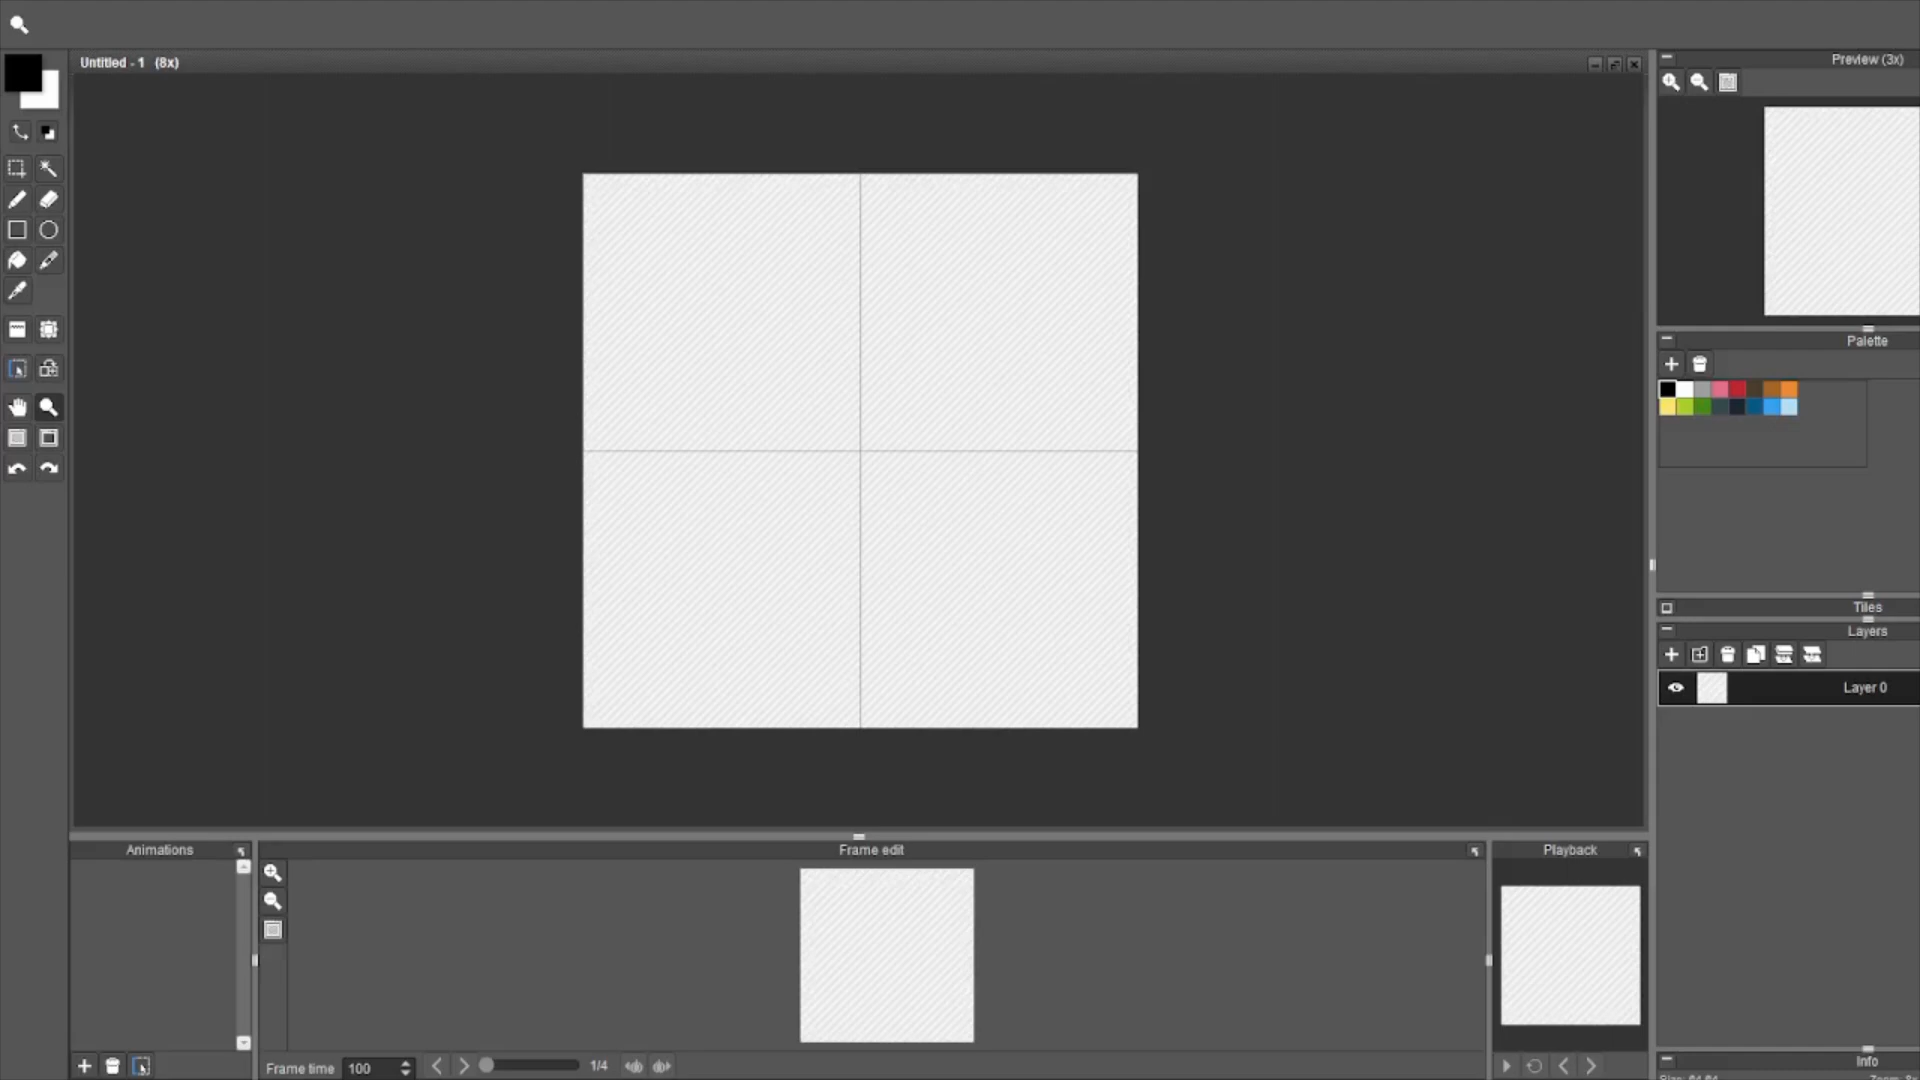 Untitled - 1 (8x)
Preview (3x)
Palette
Tiles
Layers
Layer 0
Animations
Frame edit
Playback
Frame time 100
1/4
Info